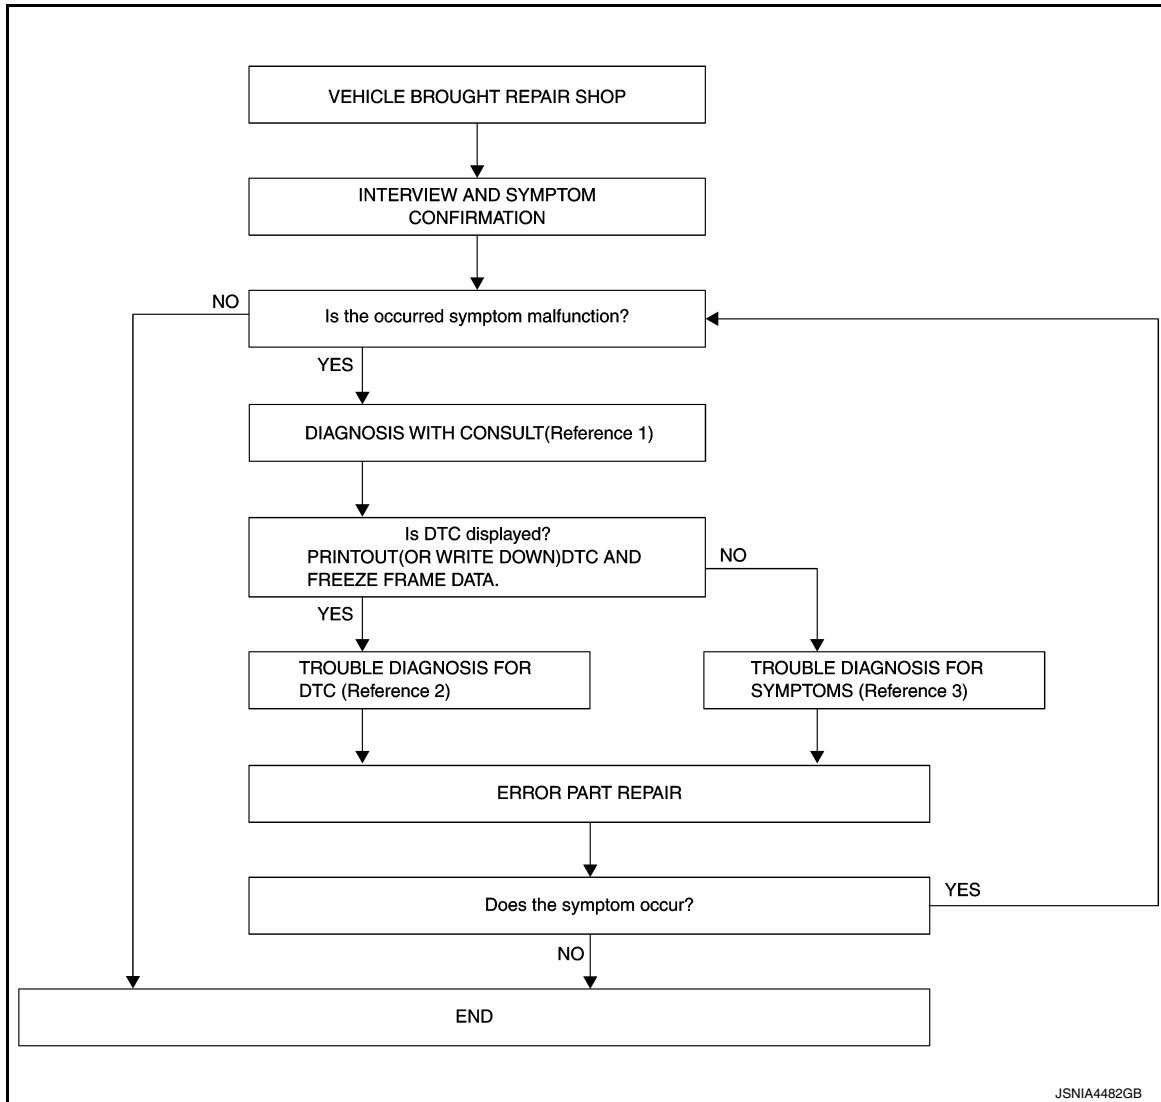 VEHICLE BROUGHT REPAIR SHOP
INTERVIEW AND SYMPTOM
CONFIRMATION
NO
Is the occurred symptom malfunction?
YES
DIAGNOSIS WITH CONSULT(Reference 1)
Is DTC displayed?
PRINTOUT(OR WRITE DOWN)DTC AND
FREEZE FRAME DATA.
NO
YES
TROUBLE DIAGNOSIS FOR
DTC (Reference 2)
TROUBLE DIAGNOSIS FOR
SYMPTOMS (Reference 3)
ERROR PART REPAIR
Does the symptom occur?
YES
NO
END
JSNIA4482GB